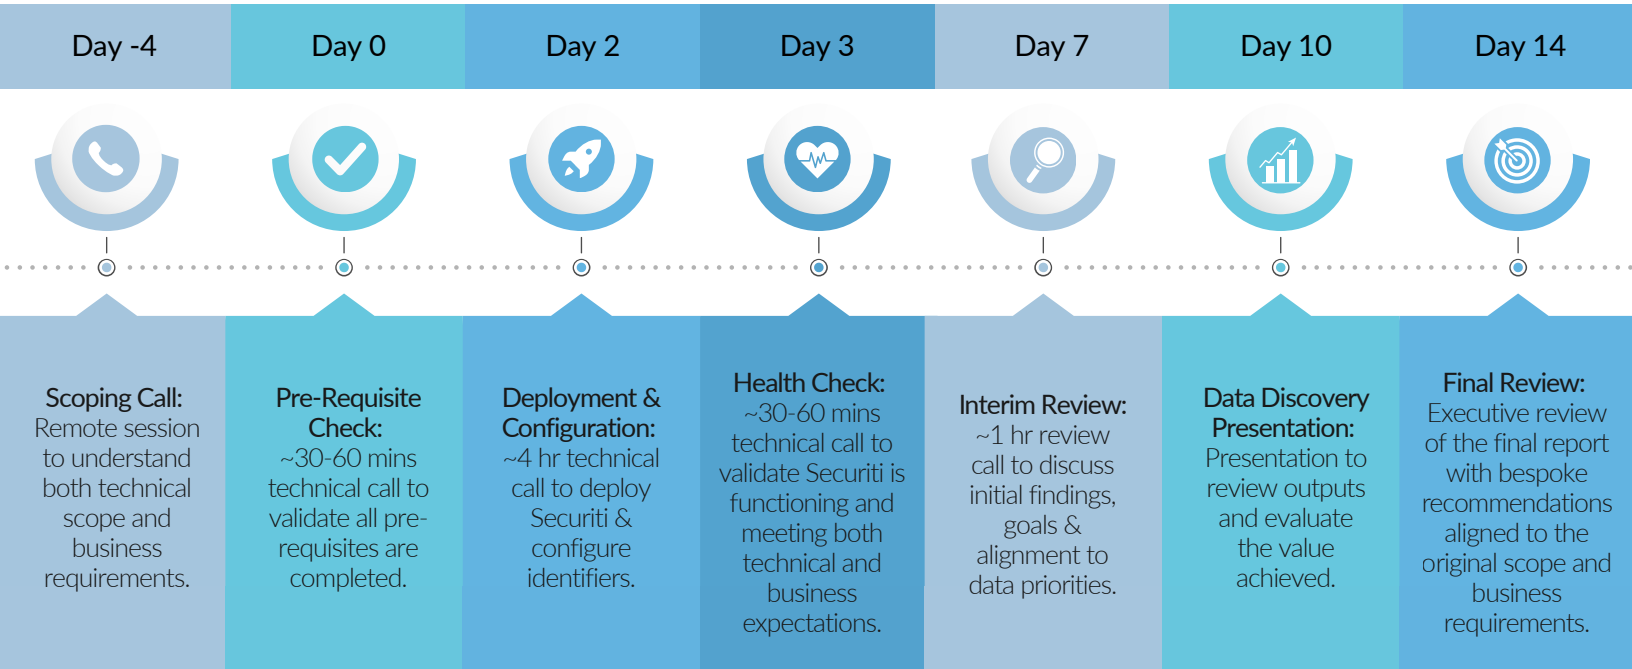 Day -4
Day 0
Day 2
Day 3
Day 7
Day 10
Day 14
Scoping Call:
Remote session
to understand
both technical
scope and
business
requirements.
Pre-Requisite
Check:
~30-60 mins
technical call to
validate all pre-
requisites are
completed.
Deployment &
Configuration:
~4 hr technical
call to deploy
Securiti &
configure
identifiers.
Health Check:
~30-60 mins
technical call to
validate Securiti is
functioning and
meeting both
technical and
business
expectations.
Interim Review:
~1 hr review
call to discuss
initial findings,
goals &
alignment to
data priorities.
Data Discovery
Presentation:
Presentation to
review outputs
and evaluate
the value
achieved.
Final Review:
Executive review
of the final report
with bespoke
recommendations
aligned to the
original scope and
business
requirements.